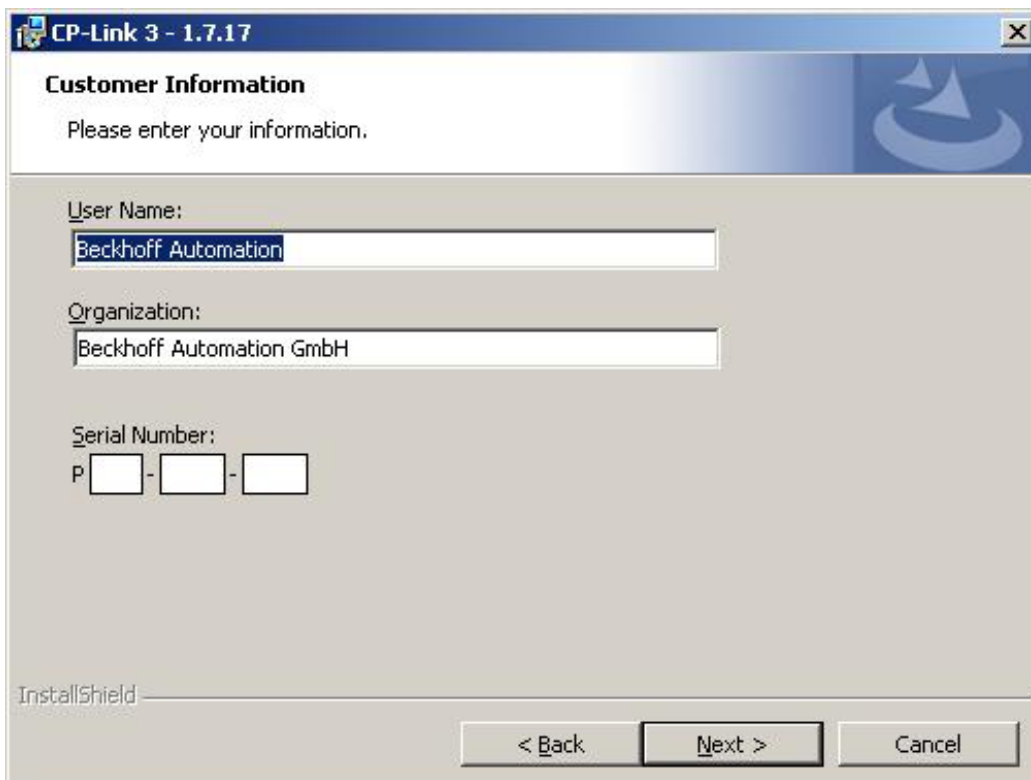 CP-Link 3 - 1.7.17
Customer Information
Please enter your information.
User Name:
Beckhoff Automation
Organization:
Beckhoff Automation GmbH
Serial Number:
P - -
InstallShield
< Back Next > Cancel